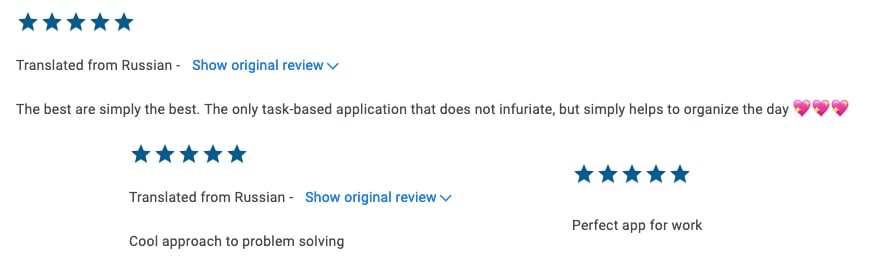 Translated from Russian - Show original review
The best are simply the best. The only task-based application that does not infuriate, but simply helps to organize the day 💖💖💖
Translated from Russian - Show original review
Cool approach to problem solving
Perfect app for work